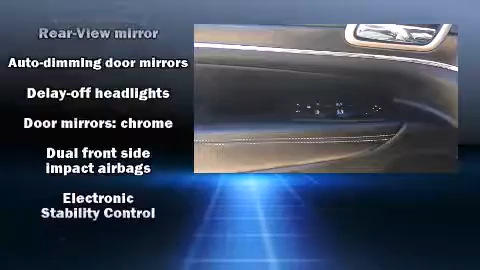 Rear-View mirror
Auto-dimming door mirrors
Delay-off headlights
Door mirrors: chrome
Dual front side
impact airbags
Electronic
Stability Control